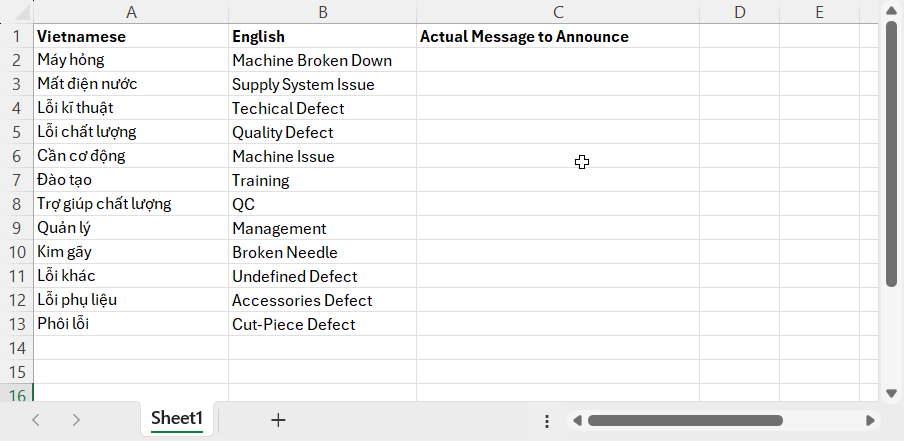 A B C D E
1 Vietnamese English Actual Message to Announce
2 Máy hỏng Machine Broken Down
3 Mất điện nước Supply System Issue
4 Lỗi kĩ thuật Techical Defect
5 Lỗi chất lượng Quality Defect
6 Cần cơ động Machine Issue
7 Đào tạo Training
8 Trợ giúp chất lượng QC
9 Quản lý Management
10 Kim gãy Broken Needle
11 Lỗi khác Undefined Defect
12 Lỗi phụ liệu Accessories Defect
13 Phôi lỗi Cut-Piece Defect
14
15
16
Sheet1